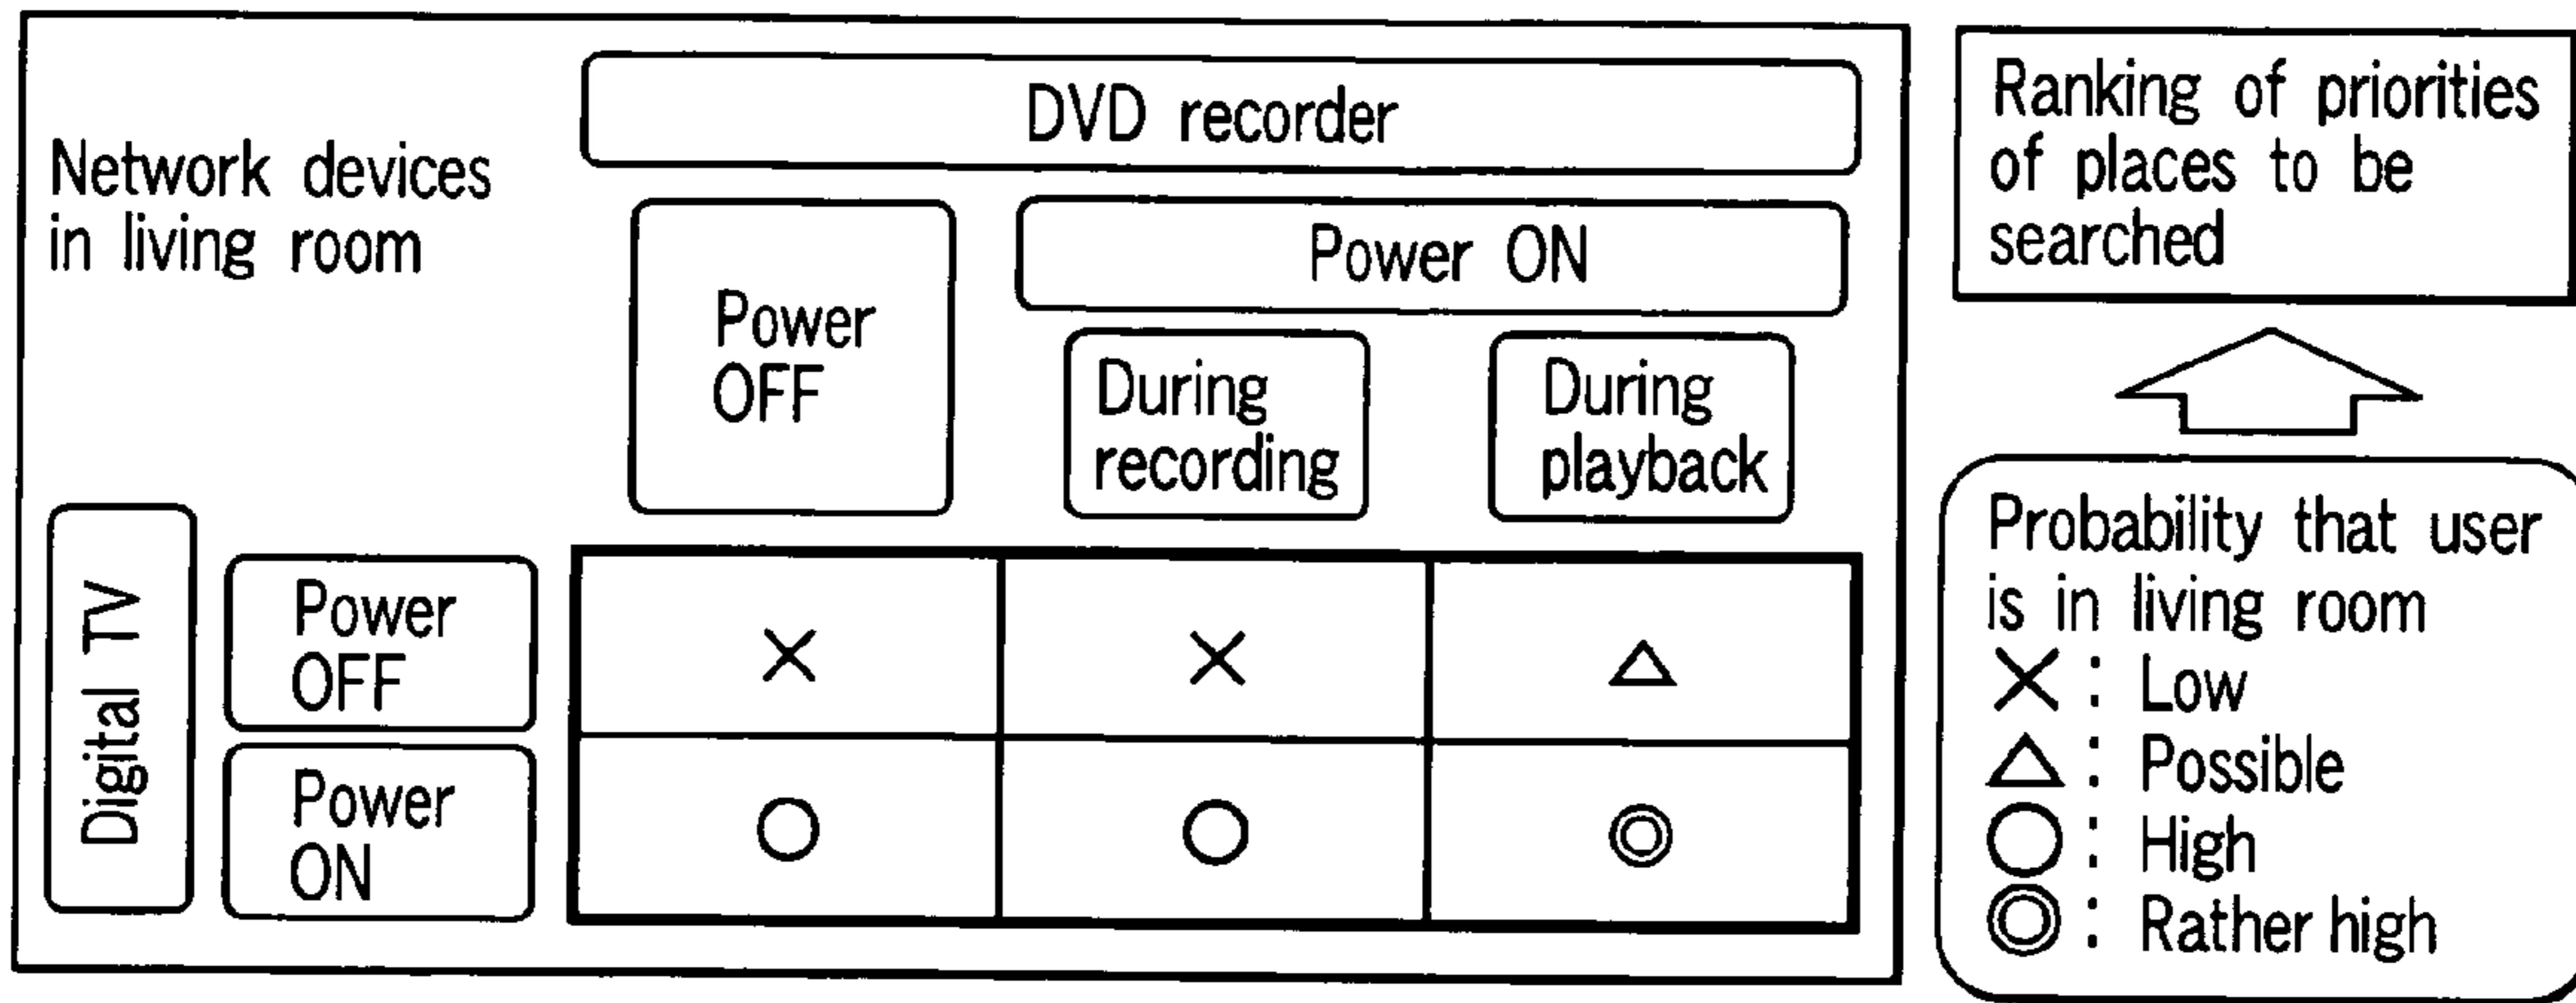 Network devices
in living room
DVD recorder
Power
OFF
Power ON
During
recording
During
playback
Digital TV
Power
OFF
Power
ON
× × △
○ ○ ◎
Ranking of priorities
of places to be
searched
Probability that user
is in living room
× : Low
△ : Possible
○ : High
◎ : Rather high